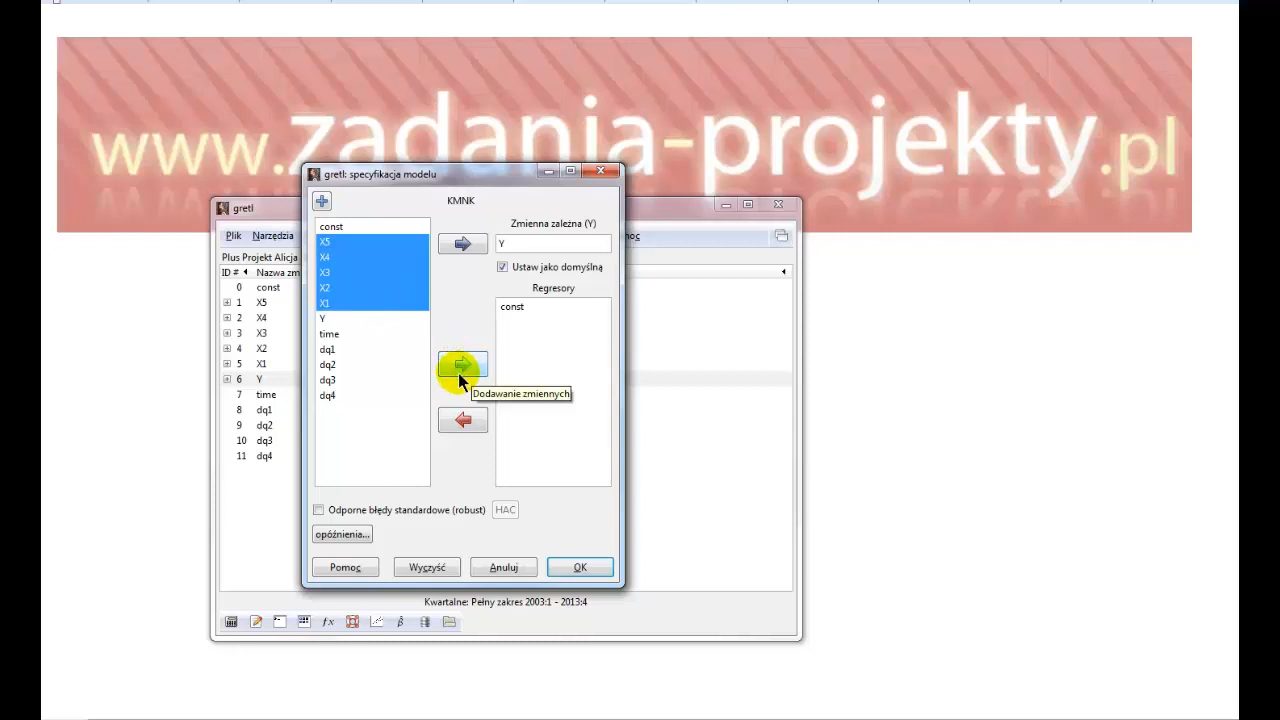 www.zadania-projekty.pl
gretl: specyfikacja modelu
KMNK
const
X5
X4
X3
X2
X1
Y
time
dq1
dq2
dq3
dq4
Zmienna zależna (Y)
Y
Ustaw jako domyślną
Regresory
const
Dodawanie zmiennych
Odporne błędy standardowe (robust)
HAC
opóźnienia...
Pomoc
Wyczyść
Anuluj
OK
gretl
Plik Narzędzia
Plus Projekt Alicja
ID #
0 const
1 X5
2 X4
3 X3
4 X2
5 X1
6 Y
7 time
8 dq1
9 dq2
10 dq3
11 dq4
Kwartalne: Pełny zakres 2003:1 - 2013:4